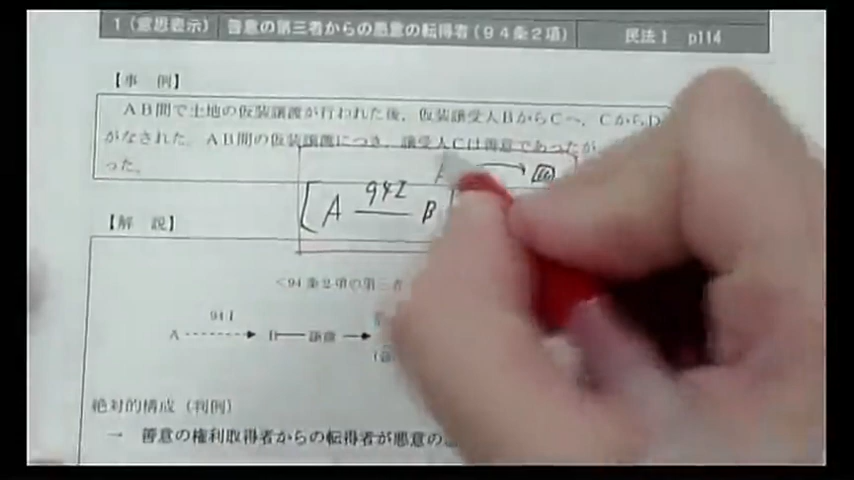 1（意思表示） 善意の第三者からの悪意の転得者（94条2項） 民法1 p114
【事 例】
AB間で土地の仮装譲渡が行われた後、仮装譲受人BからCへ、CからD
がなされた。AB間の仮装譲渡につき、譲受人Cは善意であったが
った。
A 942 B
【解 説】
<94条2項の第三者
A 94I B 譲渡
絶対的構成（判例）
→ 善意の権利取得者からの転得者が悪意の